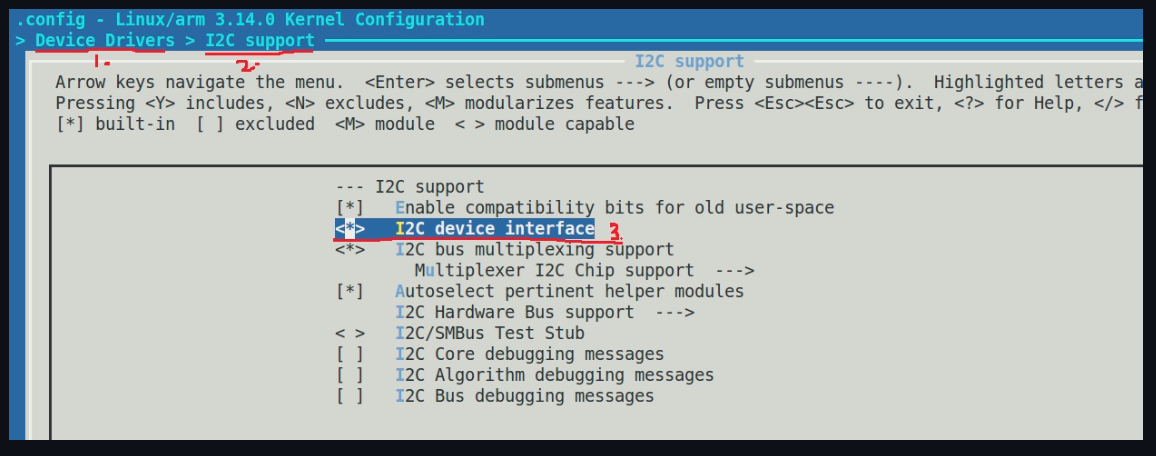 .config - Linux/arm 3.14.0 Kernel Configuration
> Device Drivers > I2C support
1. 2.
I2C support
Arrow keys navigate the menu.  <Enter> selects submenus ---> (or empty submenus ----).  Highlighted letters a
Pressing <Y> includes, <N> excludes, <M> modularizes features.  Press <Esc><Esc> to exit, <?> for Help, </> f
[*] built-in  [ ] excluded  <M> module  < > module capable
--- I2C support
[*]   Enable compatibility bits for old user-space
<*>   I2C device interface 3.
<*>   I2C bus multiplexing support
Multiplexer I2C Chip support  --->
[*]   Autoselect pertinent helper modules
I2C Hardware Bus support  --->
< >   I2C/SMBus Test Stub
[ ]   I2C Core debugging messages
[ ]   I2C Algorithm debugging messages
[ ]   I2C Bus debugging messages